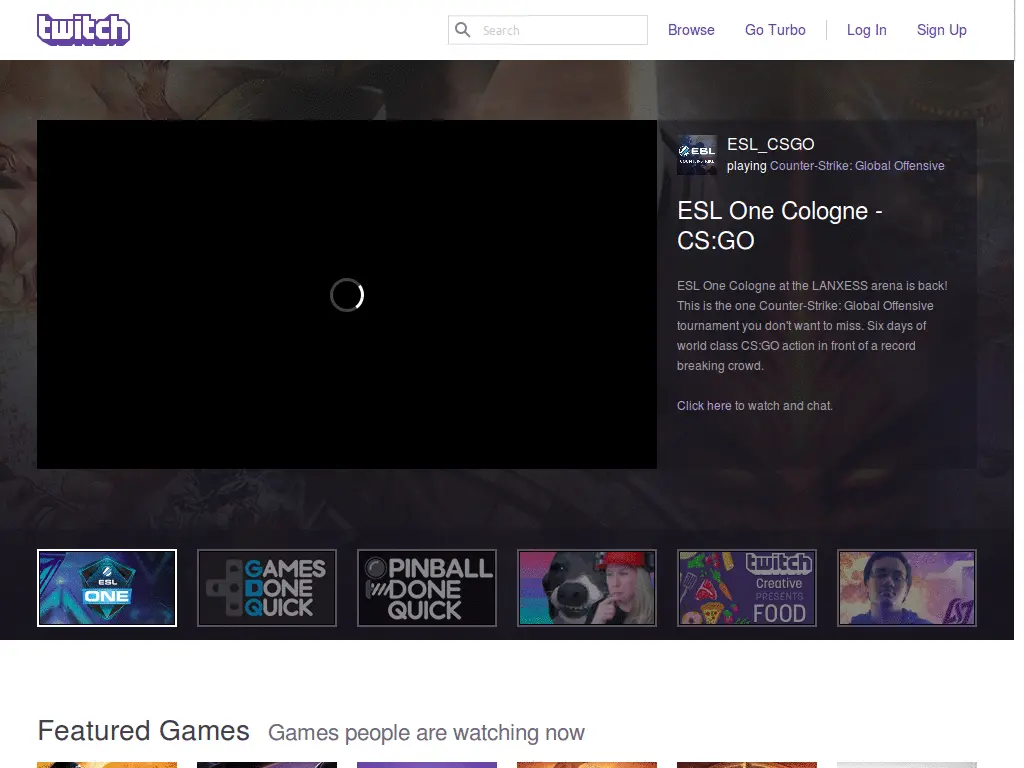 twitch
Search
Browse
Go Turbo
Log In
Sign Up
ESL
ESL_CSGO
playing Counter-Strike: Global Offensive
ESL One Cologne -
CS:GO
ESL One Cologne at the LANXESS arena is back!
This is the one Counter-Strike: Global Offensive
tournament you don't want to miss. Six days of
world class CS:GO action in front of a record
breaking crowd.
Click here to watch and chat.
ESL
ONE
GAMES
DONE
QUICK
PINBALL
DONE
QUICK
twitch
Creative
PRESENTS
FOOD
Featured Games
Games people are watching now